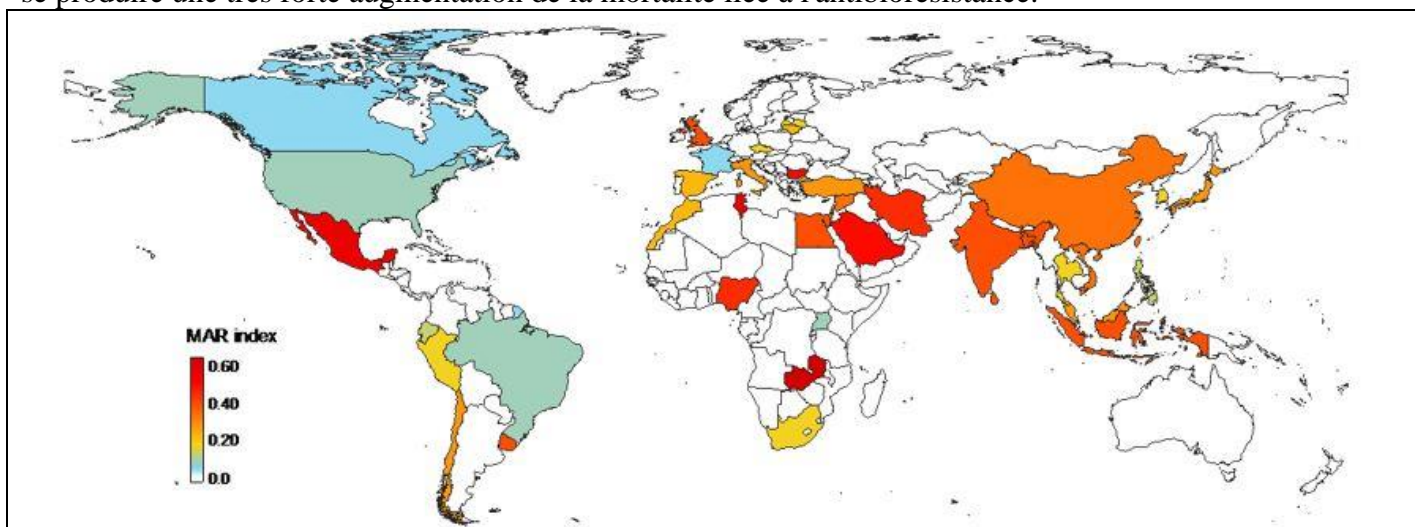 se produire une très forte augmentation de la mortalité liée à l'antibiorésistance.
MAR index
0.60
0.40
0.20
0.0